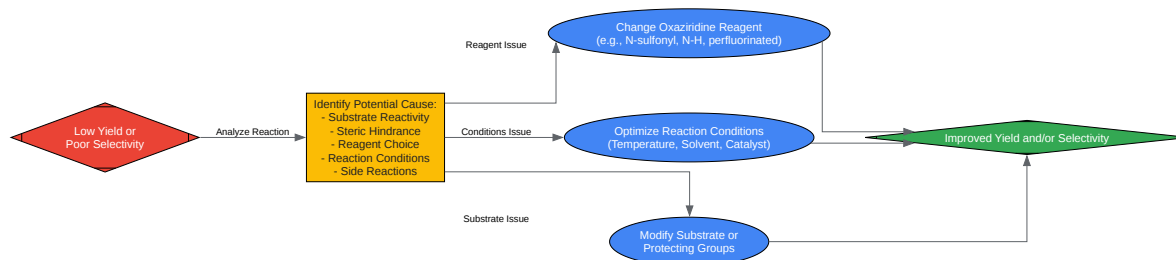 Low Yield or
Poor Selectivity
Analyze Reaction
Identify Potential Cause:
- Substrate Reactivity
- Steric Hindrance
- Reagent Choice
- Reaction Conditions
- Side Reactions
Reagent Issue
Change Oxaziridine Reagent
(e.g., N-sulfonyl, N-H, perfluorinated)
Conditions Issue
Optimize Reaction Conditions
(Temperature, Solvent, Catalyst)
Substrate Issue
Modify Substrate or
Protecting Groups
Improved Yield and/or Selectivity